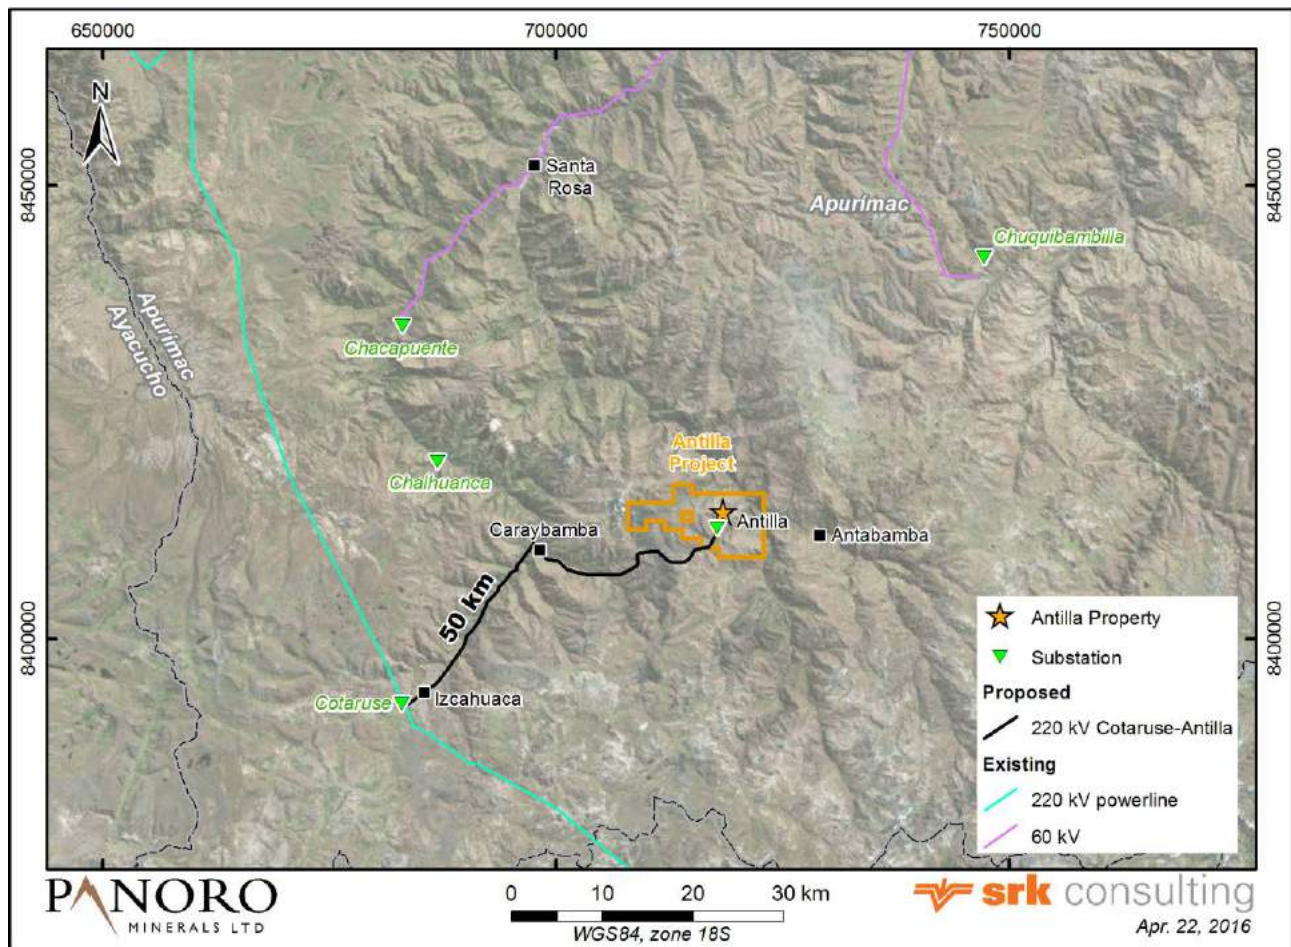 650000
700000
750000
N
8450000
8450000
Santa
Rosa
Apurímac
Chuquibambilla
Apurímac
Ayacucho
Chacapuente
Antilla
Project
Chalhuanca
Caraybamba
Antilla
Antabamba
50 km
8400000
8400000
Cotaruse
Izcahuaca
Antilla Property
Substation
Proposed
220 kV Cotaruse-Antilla
Existing
220 kV powerline
60 kV
PANORO
MINERALS LTD
0 10 20 30 km
WGS84, zone 18S
srk consulting
Apr. 22, 2016